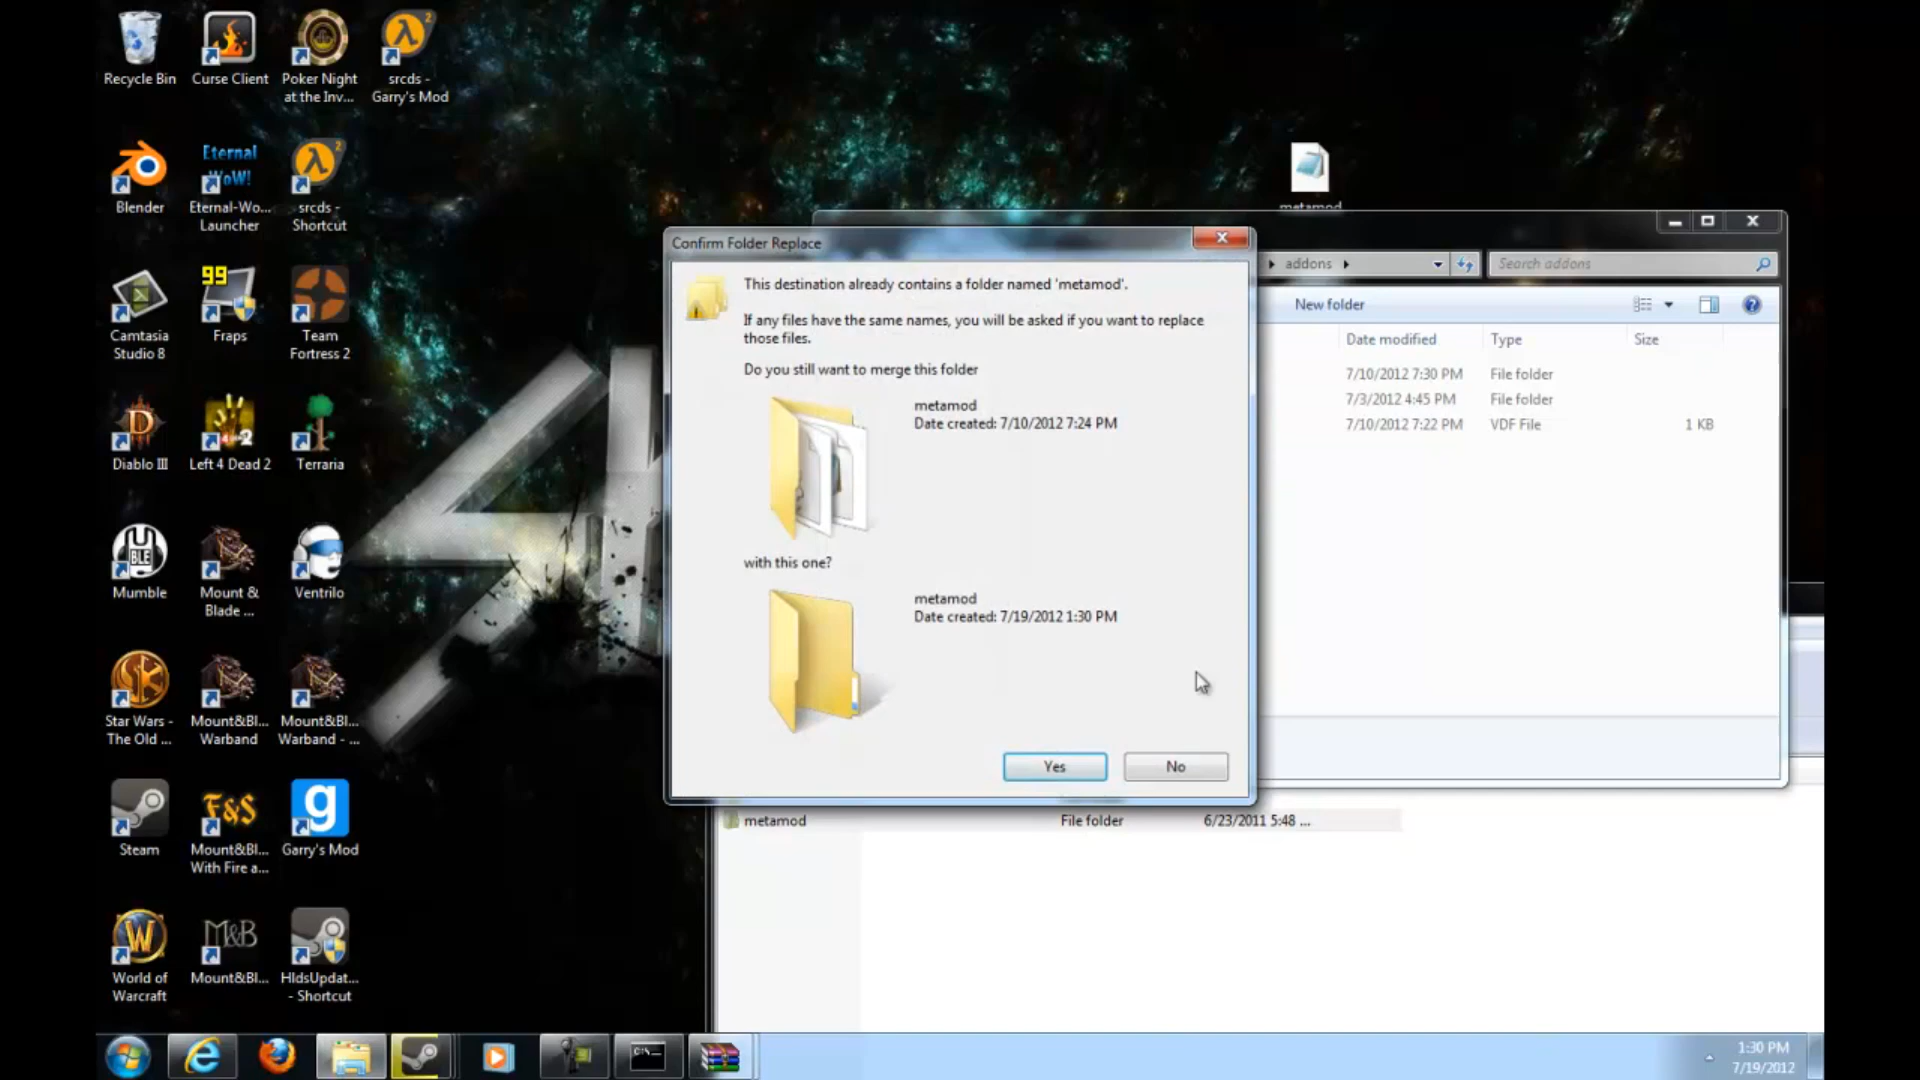 Recycle Bin
Curse Client
Poker Night
at the Inv...
srcds -
Garry's Mod
Blender
Eternal
WoW!
Eternal-Wo...
Launcher
srcds -
Shortcut
Camtasia
Studio 8
99
Fraps
Team
Fortress 2
Diablo III
Left 4 Dead 2
Terraria
Mumble
Mount &
Blade ...
Ventrilo
Star Wars -
The Old ...
Mount&Bl...
Warband
Mount&Bl...
Warband - ...
Steam
F&S
Mount&Bl...
With Fire a...
Garry's Mod
World of
Warcraft
M&B
Mount&Bl...
HldsUpdat...
- Shortcut
metamod
Confirm Folder Replace
This destination already contains a folder named 'metamod'.
If any files have the same names, you will be asked if you want to replace
those files.
Do you still want to merge this folder
metamod
Date created: 7/10/2012 7:24 PM
with this one?
metamod
Date created: 7/19/2012 1:30 PM
Yes
No
addons
Search addons
New folder
Date modified
Type
Size
7/10/2012 7:30 PM
File folder
7/3/2012 4:45 PM
File folder
7/10/2012 7:22 PM
VDF File
1 KB
metamod
File folder
6/23/2011 5:48 ...
1:30 PM
7/19/2012